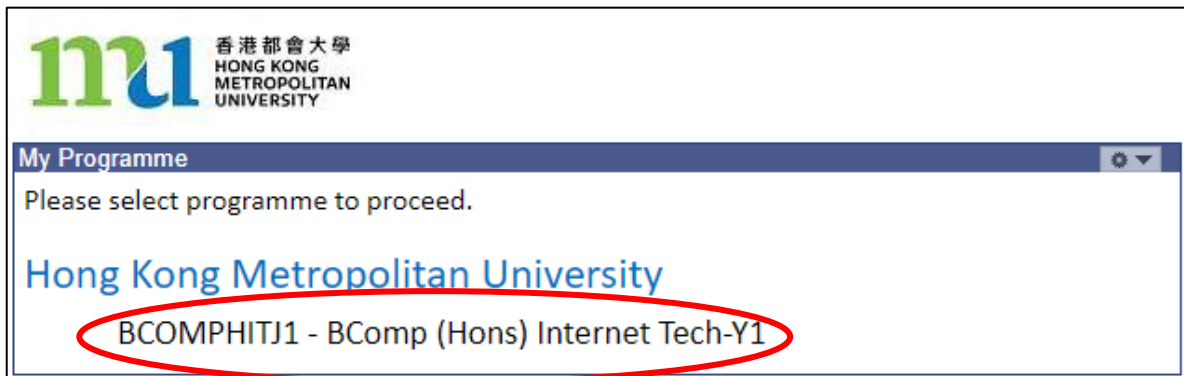 mu
香港都會大學
HONG KONG
METROPOLITAN
UNIVERSITY
My Programme
Please select programme to proceed.
Hong Kong Metropolitan University
BCOMPHITJ1 - BComp (Hons) Internet Tech-Y1